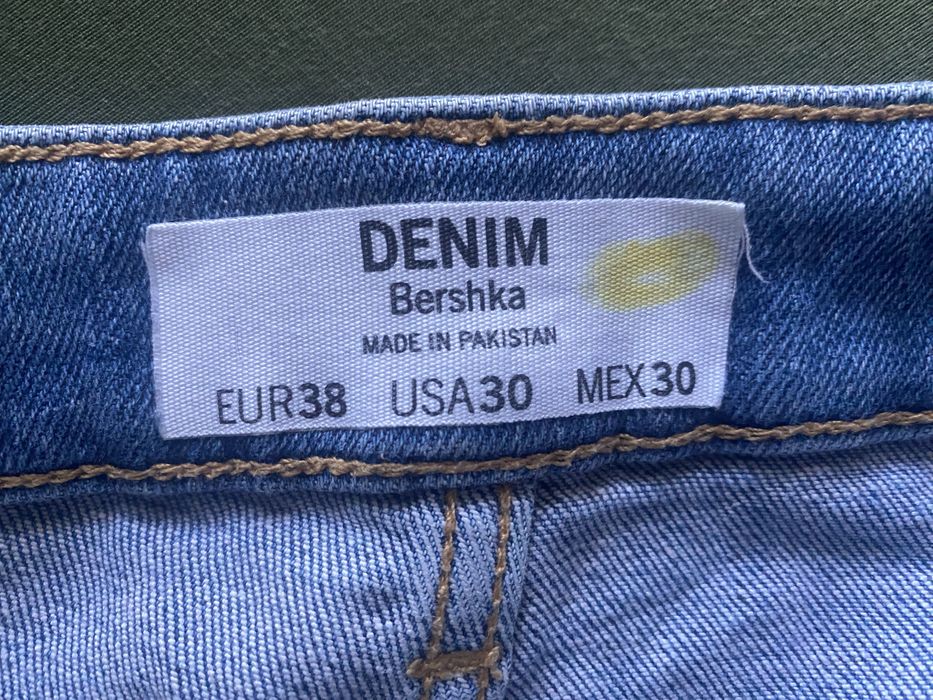 DENIM
Bershka
MADE IN PAKISTAN
EUR38 USA30 MEX30